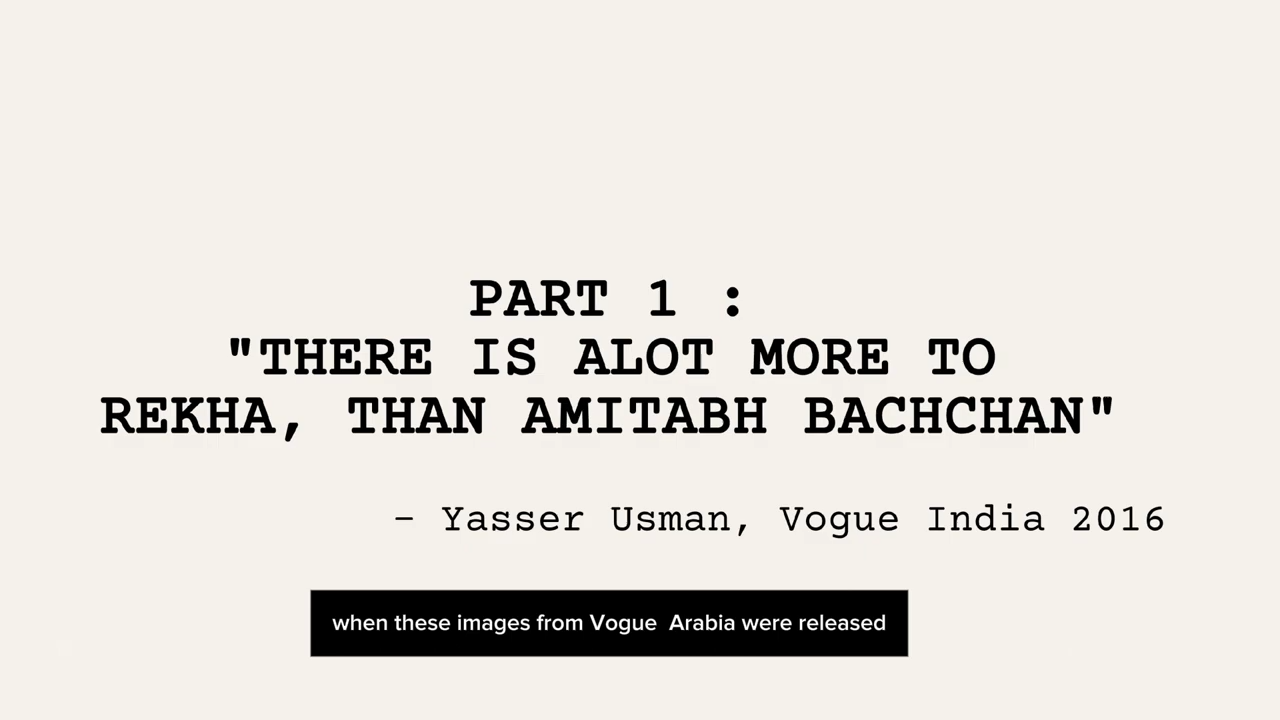 PART 1 :
"THERE IS ALOT MORE TO
REKHA, THAN AMITABH BACHCHAN"
– Yasser Usman, Vogue India 2016
when these images from Vogue  Arabia were released